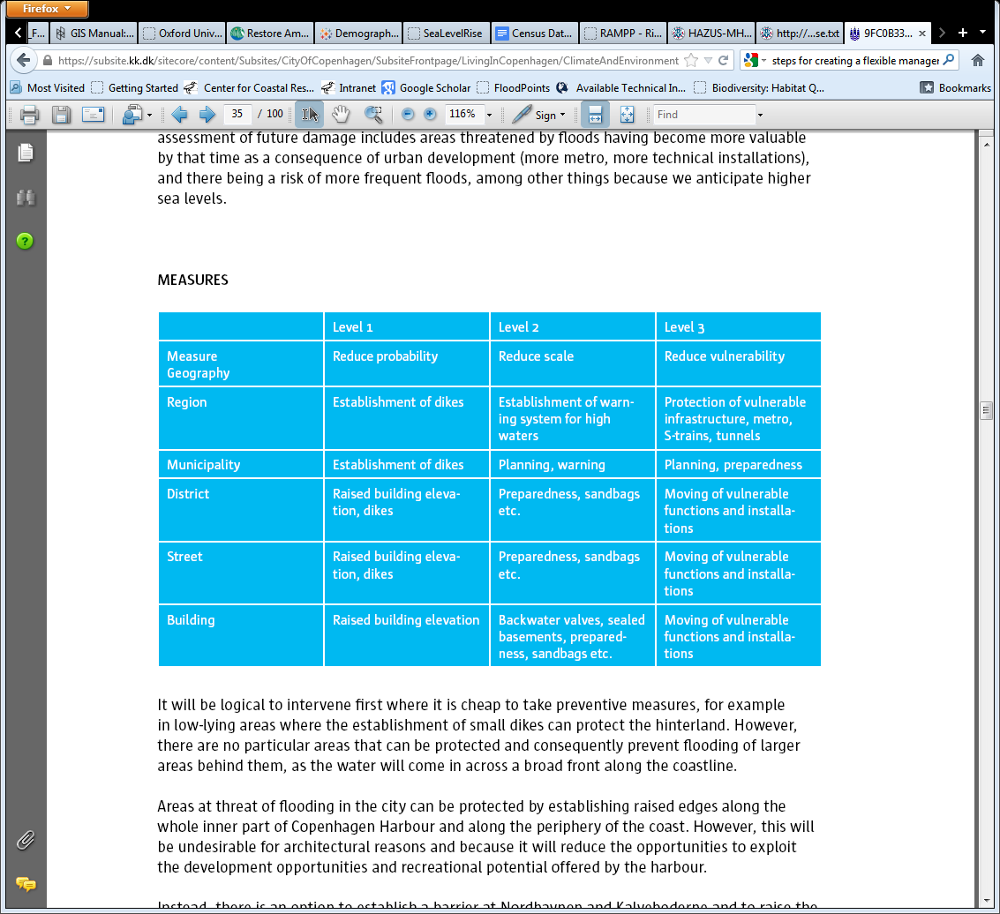 Firefox
_F...
GIS Manual:...
Oxford Univ...
Restore Am...
Demograph...
SeaLevelRise
Census Dat...
RAMPP - Ri...
HAZUS-MH...
http://...se.txt
9FC0B33...
https://subsite.kk.dk/sitecore/content/Subsites/CityOfCopenhagen/SubsiteFrontpage/LivingInCopenhagen/ClimateAndEnvironment
steps for creating a flexible manager
Most Visited
Getting Started
Center for Coastal Res...
Intranet
Google Scholar
FloodPoints
Available Technical In...
Biodiversity: Habitat Q...
Bookmarks
35 / 100
116%
Sign
Find
assessment of future damage includes areas threatened by floods having become more valuable
by that time as a consequence of urban development (more metro, more technical installations),
and there being a risk of more frequent floods, among other things because we anticipate higher
sea levels.
MEASURES
Level 1
Level 2
Level 3
Measure
Geography
Reduce probability
Reduce scale
Reduce vulnerability
Region
Establishment of dikes
Establishment of warn-
ing system for high
waters
Protection of vulnerable
infrastructure, metro,
S-trains, tunnels
Municipality
Establishment of dikes
Planning, warning
Planning, preparedness
District
Raised building eleva-
tion, dikes
Preparedness, sandbags
etc.
Moving of vulnerable
functions and installa-
tions
Street
Raised building eleva-
tion, dikes
Preparedness, sandbags
etc.
Moving of vulnerable
functions and installa-
tions
Building
Raised building elevation
Backwater valves, sealed
basements, prepared-
ness, sandbags etc.
Moving of vulnerable
functions and installa-
tions
It will be logical to intervene first where it is cheap to take preventive measures, for example
in low-lying areas where the establishment of small dikes can protect the hinterland. However,
there are no particular areas that can be protected and consequently prevent flooding of larger
areas behind them, as the water will come in across a broad front along the coastline.
Areas at threat of flooding in the city can be protected by establishing raised edges along the
whole inner part of Copenhagen Harbour and along the periphery of the coast. However, this will
be undesirable for architectural reasons and because it will reduce the opportunities to exploit
the development opportunities and recreational potential offered by the harbour.
Instead, there is an option to establish a barrier at Nordhavnen and Kalveboderne and to raise the